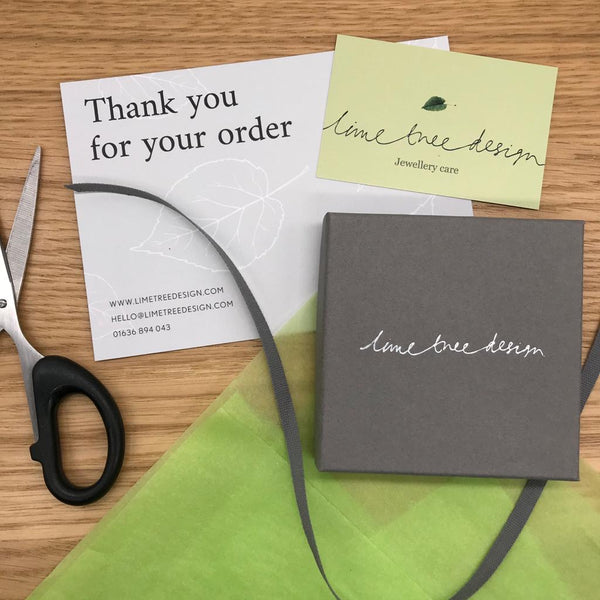 Thank you
for your order
WWW.LIMETREEDESIGN.COM
HELLO@LIMETREEDESIGN.COM
01636 894 043
lime tree design
Jewellery care
lime tree design